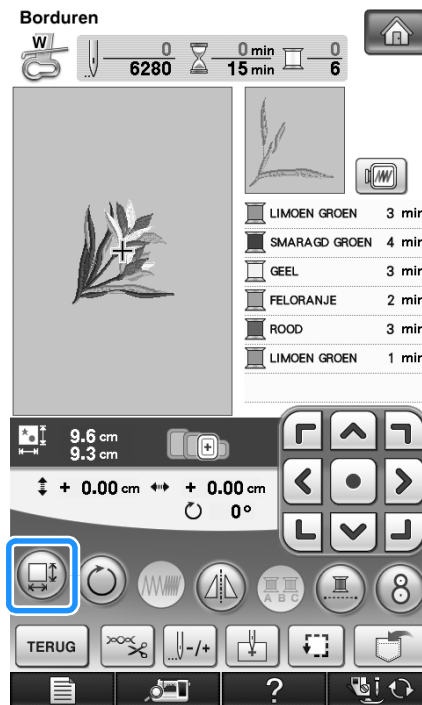 Borduren
W
0 0 min 0
6280 15 min 6
LIMOEN GROEN 3 min
SMARAGD GROEN 4 min
GEEL 3 min
FELORANJE 2 min
ROOD 3 min
LIMOEN GROEN 1 min
9.6 cm
9.3 cm
+ 0.00 cm + 0.00 cm
0°
A B C
8
TERUG
-/+
?